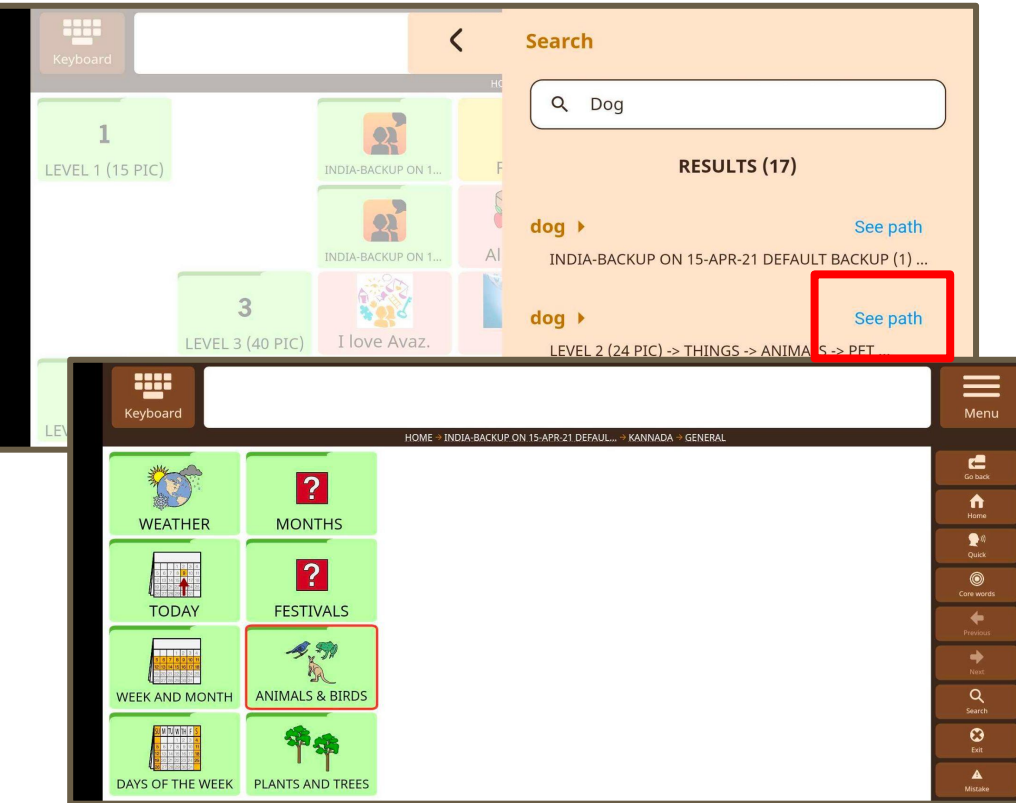 Keyboard
Search
Dog
RESULTS (17)
dog
See path
INDIA-BACKUP ON 15-APR-21 DEFAULT BACKUP (1) ...
dog
See path
LEVEL 2 (24 PIC) -> THINGS -> ANIMALS -> PET ...
1
LEVEL 1 (15 PIC)
INDIA-BACKUP ON 1...
INDIA-BACKUP ON 1...
3
LEVEL 3 (40 PIC)
I love Avaz.
Keyboard
Menu
HOME → INDIA-BACKUP ON 15-APR-21 DEFAUL... → KANNADA → GENERAL
WEATHER
MONTHS
TODAY
FESTIVALS
WEEK AND MONTH
ANIMALS & BIRDS
DAYS OF THE WEEK
PLANTS AND TREES
Go back
Home
Quick
Core words
Previous
Next
Search
Exit
Mistake